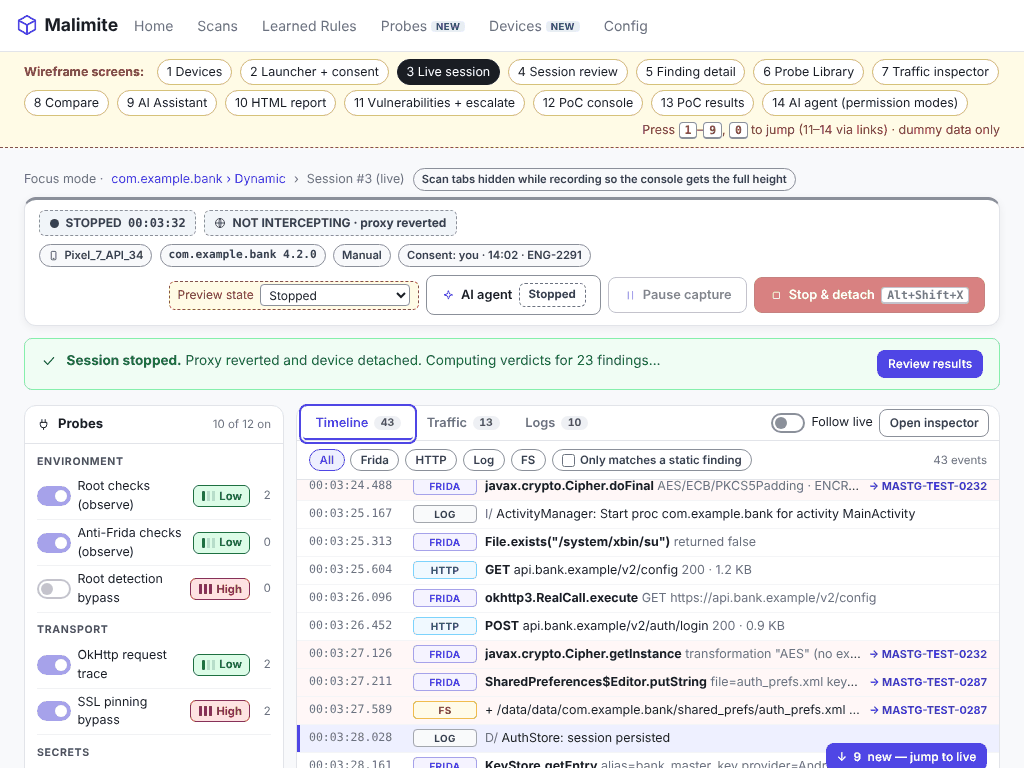 Malimite Home Scans Learned Rules Probes NEW Devices NEW Config
Wireframe screens: 1 Devices 2 Launcher + consent 3 Live session 4 Session review 5 Finding detail 6 Probe Library 7 Traffic inspector
8 Compare 9 AI Assistant 10 HTML report 11 Vulnerabilities + escalate 12 PoC console 13 PoC results 14 AI agent (permission modes)
Press 1–9, 0 to jump (11–14 via links) · dummy data only
Focus mode · com.example.bank › Dynamic › Session #3 (live) Scan tabs hidden while recording so the console gets the full height
STOPPED 00:03:32 NOT INTERCEPTING · proxy reverted
Pixel_7_API_34 com.example.bank 4.2.0 Manual Consent: you · 14:02 · ENG-2291
Preview state Stopped AI agent Stopped Pause capture Stop & detach Alt+Shift+X
Session stopped. Proxy reverted and device detached. Computing verdicts for 23 findings... Review results
Probes 10 of 12 on
Timeline 43 Traffic 13 Logs 10 Follow live Open inspector
All Frida HTTP Log FS Only matches a static finding 43 events
ENVIRONMENT
Root checks (observe) Low 2
Anti-Frida checks (observe) Low 0
Root detection bypass High 0
TRANSPORT
OkHttp request trace Low 2
SSL pinning bypass High 2
SECRETS
00:03:24.488 FRIDA javax.crypto.Cipher.doFinal AES/ECB/PKCS5Padding · ENCR... → MASTG-TEST-0232
00:03:25.167 LOG I/ ActivityManager: Start proc com.example.bank for activity MainActivity
00:03:25.313 FRIDA File.exists("/system/xbin/su") returned false
00:03:25.604 HTTP GET api.bank.example/v2/config 200 · 1.2 KB
00:03:26.096 FRIDA okhttp3.RealCall.execute GET https://api.bank.example/v2/config
00:03:26.452 HTTP POST api.bank.example/v2/auth/login 200 · 0.9 KB
00:03:27.126 FRIDA javax.crypto.Cipher.getInstance transformation "AES" (no ex... → MASTG-TEST-0232
00:03:27.211 FRIDA SharedPreferences$Editor.putString file=auth_prefs.xml key... → MASTG-TEST-0287
00:03:27.589 FS + /data/data/com.example.bank/shared_prefs/auth_prefs.xml ... → MASTG-TEST-0287
00:03:28.028 LOG D/ AuthStore: session persisted
00:03:28.161 FRIDA KeyStore.getEntry alias=bank_master_key provider=Andr
↓ 9 new — jump to live